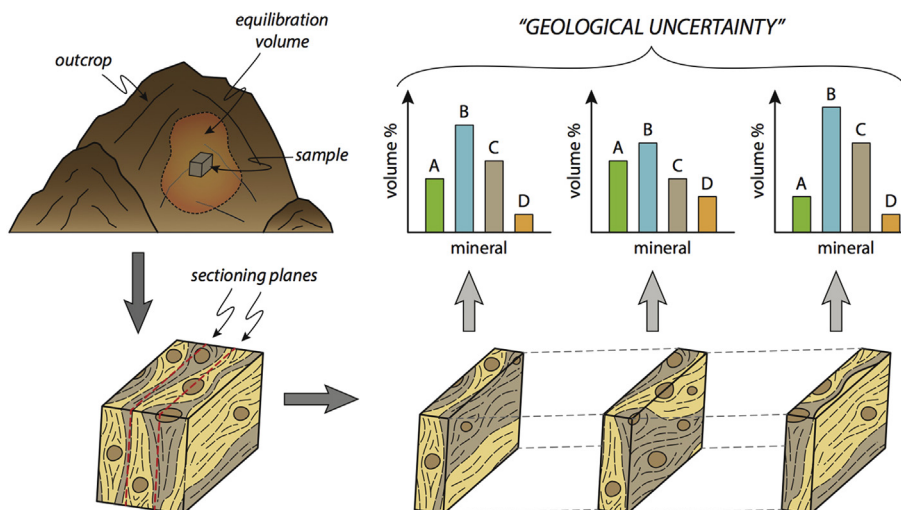 "GEOLOGICAL UNCERTAINTY"
equilibration
volume
outcrop
sample
volume %
A
B
C
D
mineral
volume %
A
B
C
D
mineral
volume %
A
B
C
D
mineral
sectioning planes